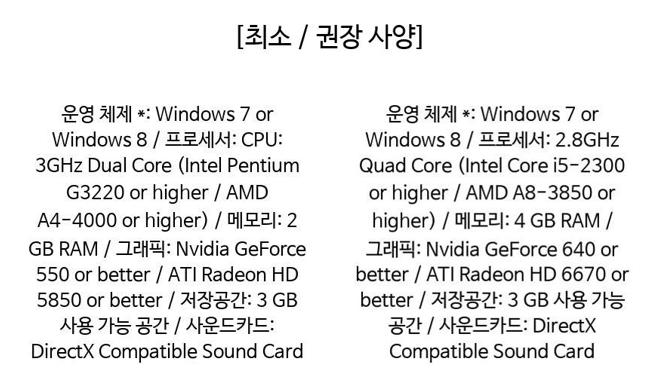 [최소 / 권장 사양]
운영 체제 *: Windows 7 or
Windows 8 / 프로세서: CPU:
3GHz Dual Core (Intel Pentium
G3220 or higher / AMD
A4-4000 or higher) / 메모리: 2
GB RAM / 그래픽: Nvidia GeForce
550 or better / ATI Radeon HD
5850 or better / 저장공간: 3 GB
사용 가능 공간 / 사운드카드:
DirectX Compatible Sound Card
운영 체제 *: Windows 7 or
Windows 8 / 프로세서: 2.8GHz
Quad Core (Intel Core i5-2300
or higher / AMD A8-3850 or
higher) / 메모리: 4 GB RAM /
그래픽: Nvidia GeForce 640 or
better / ATI Radeon HD 6670 or
better / 저장공간: 3 GB 사용 가능
공간 / 사운드카드: DirectX
Compatible Sound Card